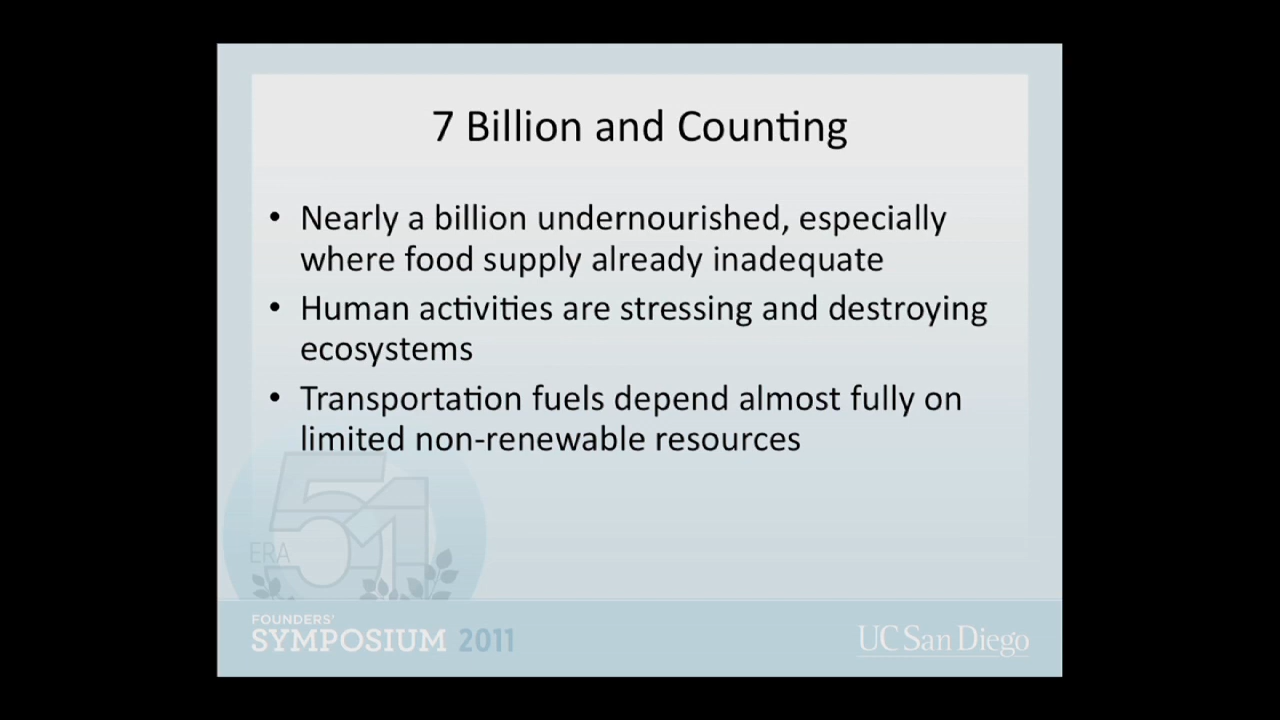 7 Billion and Counting
• Nearly a billion undernourished, especially
where food supply already inadequate
• Human activities are stressing and destroying
ecosystems
• Transportation fuels depend almost fully on
limited non-renewable resources
51
ERA
FOUNDERS'
SYMPOSIUM 2011
UC San Diego